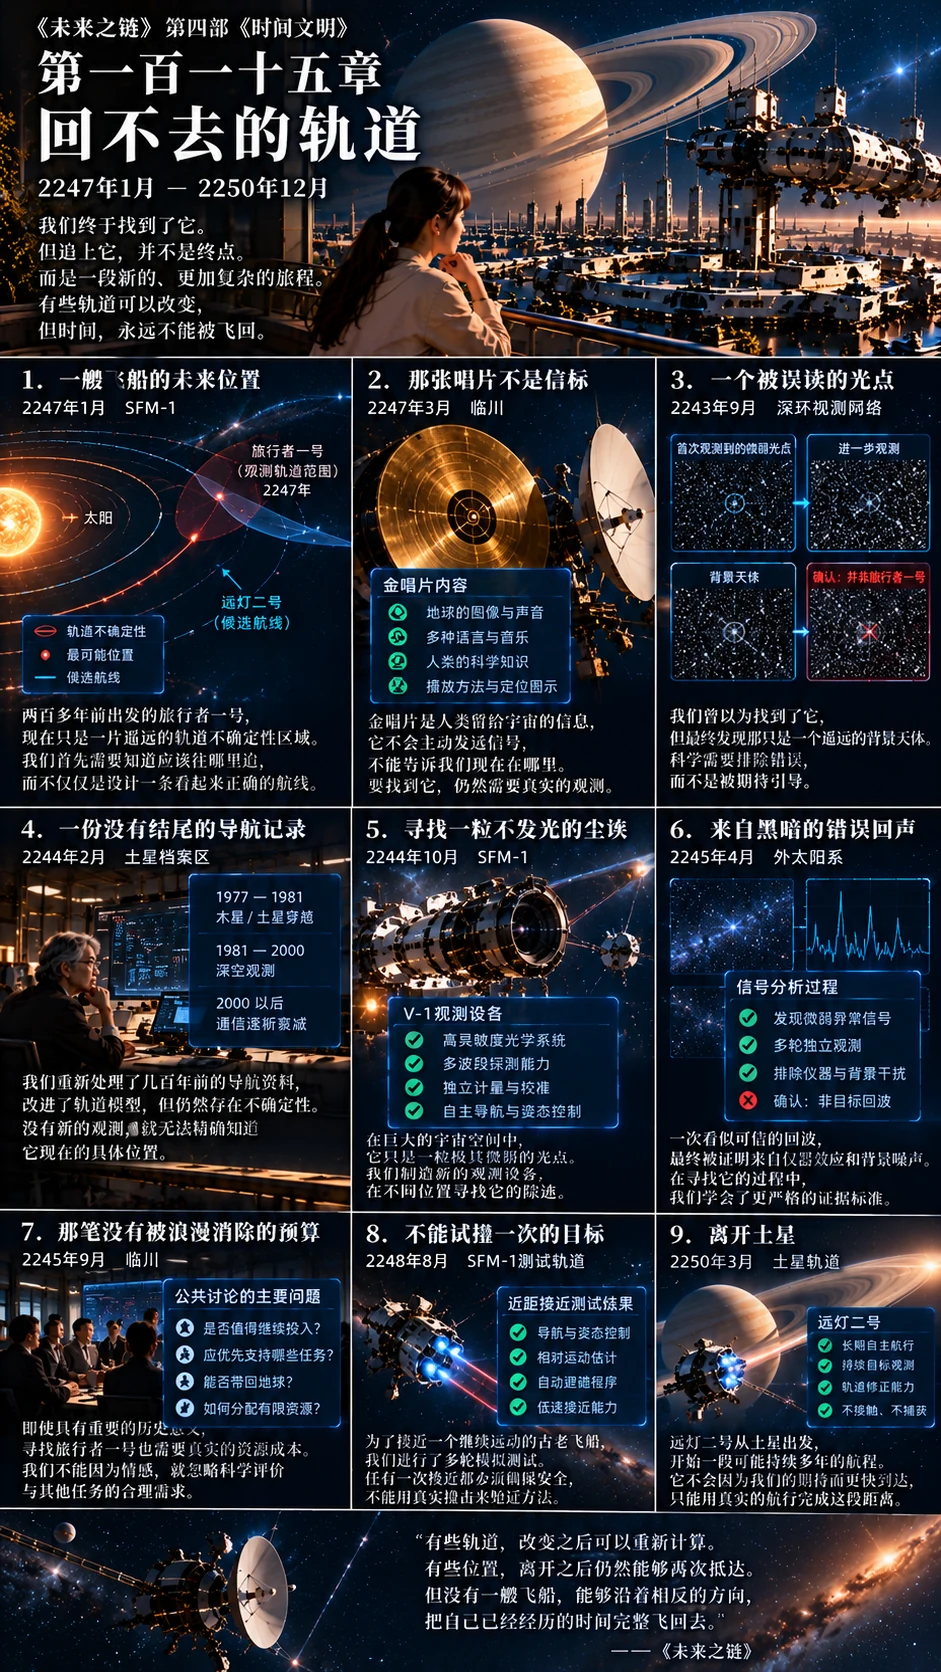 《未来之链》 第四部《时间文明》
第一百一十五章
回不去的轨道
2247年1月 — 2250年12月
我们终于找到了它。
但追上它，并不是终点。
而是一段新的、更加复杂的旅程。
有些轨道可以改变，
但时间，永远不能被飞回。
1. 一艘飞船的未来位置
2247年1月 SFM-1
旅行者一号
（观测轨道范围）
2247年
太阳
远灯二号
（候选航线）
轨道不确定性
最可能位置
候选航线
两百多年前出发的旅行者一号，
现在只是一片遥远的轨道不确定性区域。
我们首先需要知道应该往哪里追，
而不仅仅是设计一条看起来正确的航线。
2. 那张唱片不是信标
2247年3月 临川
金唱片内容
地球的图像与声音
多种语言与音乐
人类的科学知识
播放方法与定位图示
金唱片是人类留给宇宙的信息，
它不会主动发送信号，
不能告诉我们现在在哪里。
要找到它，仍然需要真实的观测。
3. 一个被误读的光点
2243年9月 深环视测网络
首次观测到的微弱光点
进一步观测
背景天体
确认：并非旅行者一号
我们曾以为找到了它，
但最终发现那只是一个遥远的背景天体。
科学需要排除错误，
而不是被期待引导。
4. 一份没有结尾的导航记录
2244年2月 土星档案区
1977 — 1981
木星 / 土星穿越
1981 — 2000
深空观测
2000 以后
通信逐渐衰减
我们重新处理了几百年前的导航资料，
改进了轨道模型，但仍然存在不确定性。
没有新的观测，就无法精确知道
它现在的具体位置。
5. 寻找一粒不发光的尘埃
2244年10月 SFM-1
V-1观测设备
高灵敏度光学系统
多波段探测能力
独立计量与校准
自主导航与姿态控制
在巨大的宇宙空间中，
它只是一粒极其微弱的光点。
我们制造新的观测设备，
在不同位置寻找它的踪迹。
6. 来自黑暗的错误回声
2245年4月 外太阳系
信号分析过程
发现微弱异常信号
多轮独立观测
排除仪器与背景干扰
确认：非目标回波
一次看似可信的回波，
最终被证明来自仪器效应和背景噪声。
在寻找它的过程中，
我们学会了更严格的证据标准。
7. 那笔没有被浪漫消除的预算
2245年9月 临川
公共讨论的主要问题
是否值得继续投入？
应优先支持哪些任务？
能否带回地球？
如何分配有限资源？
即使具有重要的历史意义，
寻找旅行者一号也需要真实的资源成本。
我们不能因为情感，就忽略科学评价
与其他任务的合理需求。
8. 不能试撞一次的目标
2248年8月 SFM-1测试轨道
近距接近测试结果
导航与姿态控制
相对运动估计
自动避碰程序
低速接近能力
为了接近一个继续运动的古老飞船，
我们进行了多轮模拟测试。
任何一次接近都必须确保安全，
不能用真实撞击来验证方法。
9. 离开土星
2250年3月 土星轨道
远灯二号
长期自主航行
持续目标观测
轨道修正能力
不接触、不捕获
远灯二号从土星出发，
开始一段可能持续多年的航程。
它不会因为我们的期待而更快到达，
只能用真实的航行完成这段距离。
“有些轨道，改变之后可以重新计算。
有些位置，离开之后仍然能够再次抵达。
但没有一艘飞船，能够沿着相反的方向，
把自己已经经历的时间完整飞回去。”
—— 《未来之链》